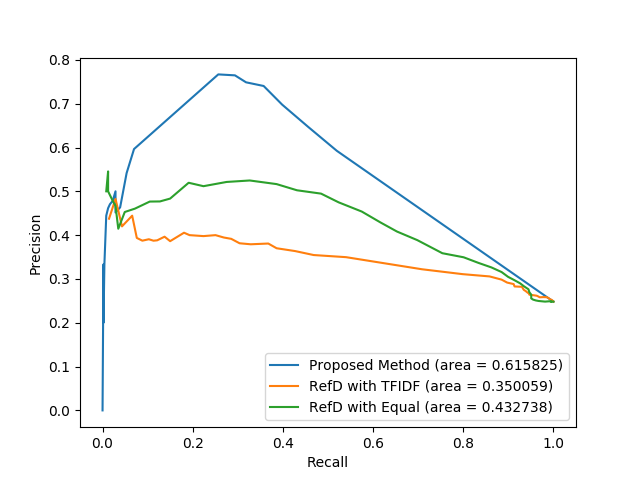 0.8
0.7
0.6
0.5
0.4
0.3
0.2
0.1
0.0
Precision
0.0 0.2 0.4 0.6 0.8 1.0
Recall
Proposed Method (area = 0.615825)
RefD with TFIDF (area = 0.350059)
RefD with Equal (area = 0.432738)